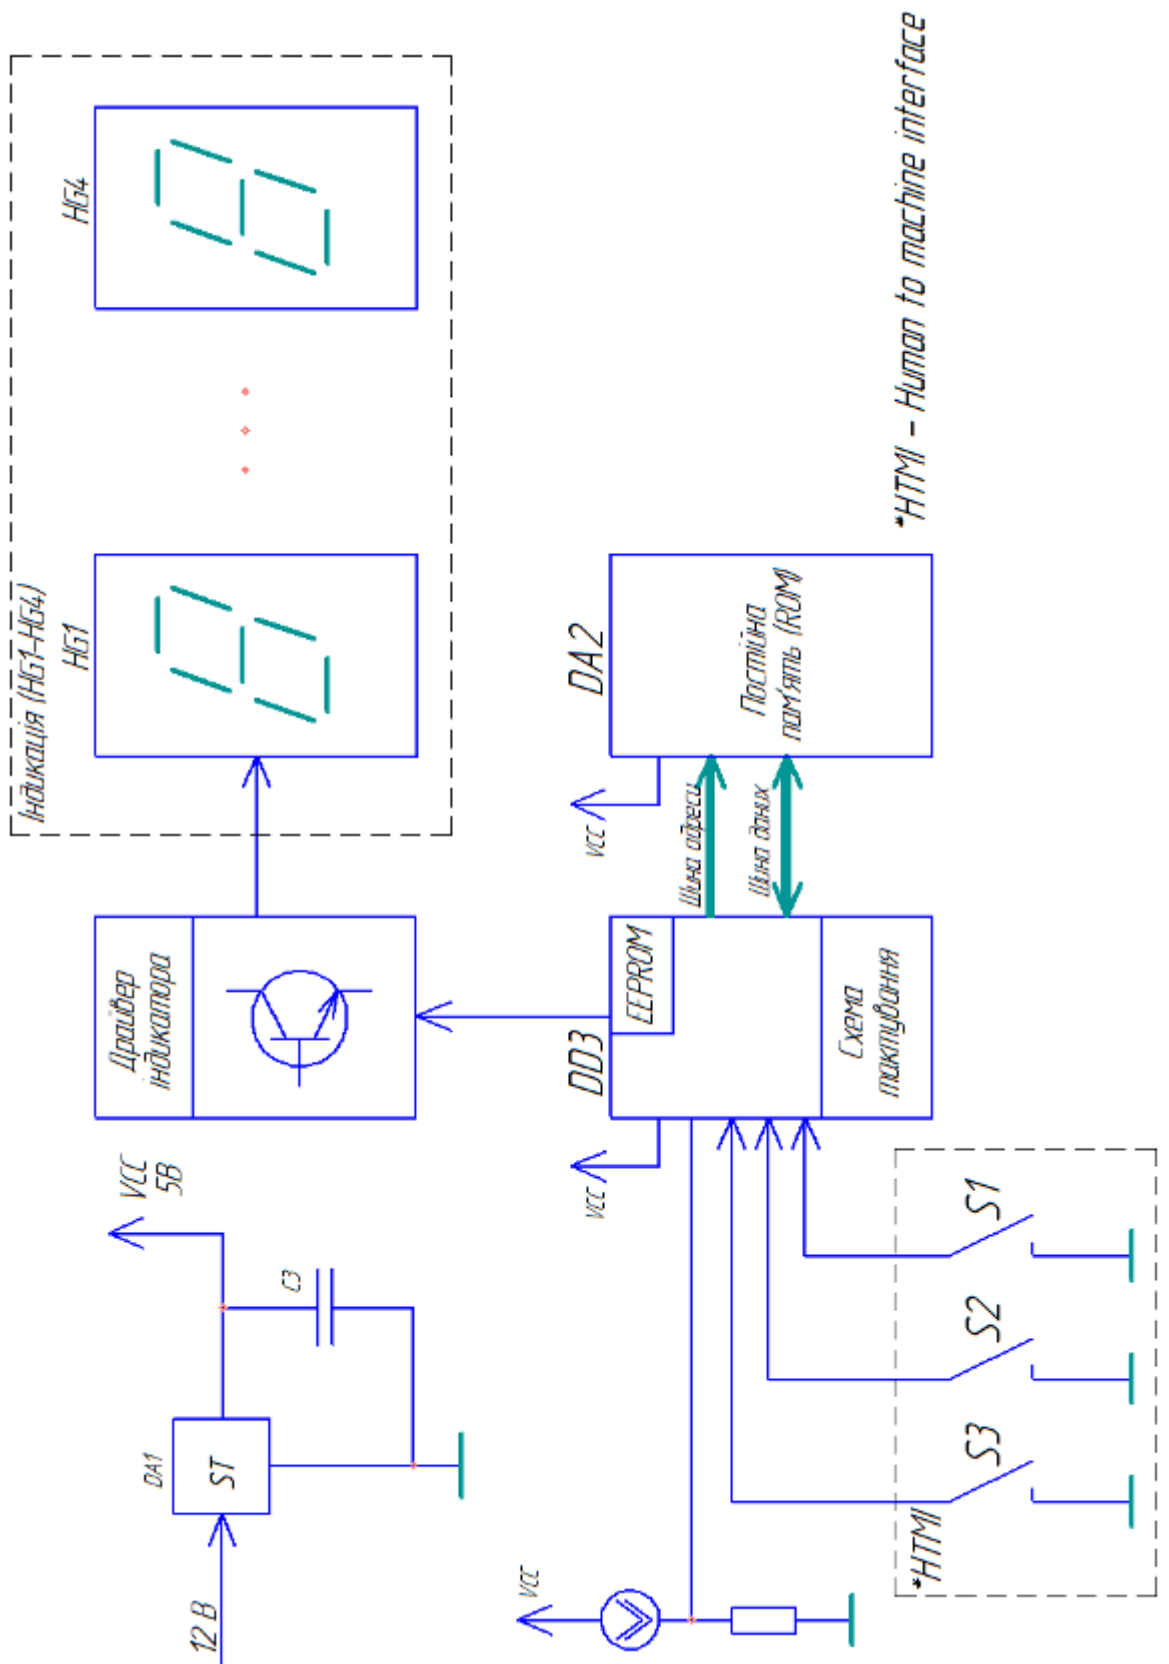 Індикація (HG1-HG4)
HG1
HG4
12 В
DA1
ST
C3
VCC
5В
Драйвер
індикатора
VCC
VCC
DD3
EEPROM
Схема
тактування
VCC
Шина адреси
Шина даних
DA2
Постійна
пам'ять (ROM)
*HTMI
S3
S2
S1
*HTMI - Human to machine interface